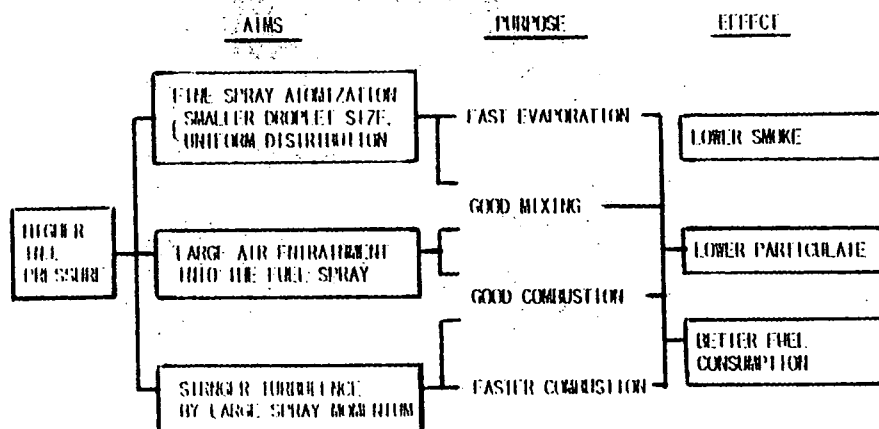 AIMS
PURPOSE
EFFECT
FINE SPRAY ATOMIZATION
SMALLER DROPLET SIZE,
UNIFORM DISTRIBUTION
FAST EVAPORATION
LOWER SMOKE
GOOD MIXING
HIGHER
PRESSURE
LARGE AIR ENTRAINMENT
INTO THE FUEL SPRAY
LOWER PARTICULATE
GOOD COMBUSTION
BETTER FUEL
CONSUMPTION
STRNGER TURBULENCE
BY LARGE SPRAY MOMENTUM
FASTER COMBUSTION